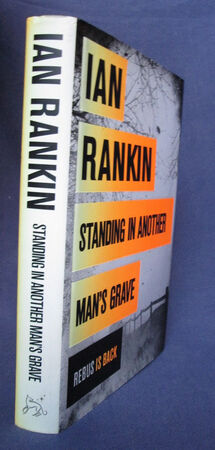 IAN RANKIN
STANDING IN ANOTHER MAN'S GRAVE
IAN
RANKIN
STANDING IN ANOTHER
MAN'S GRAVE
REBUS IS BACK